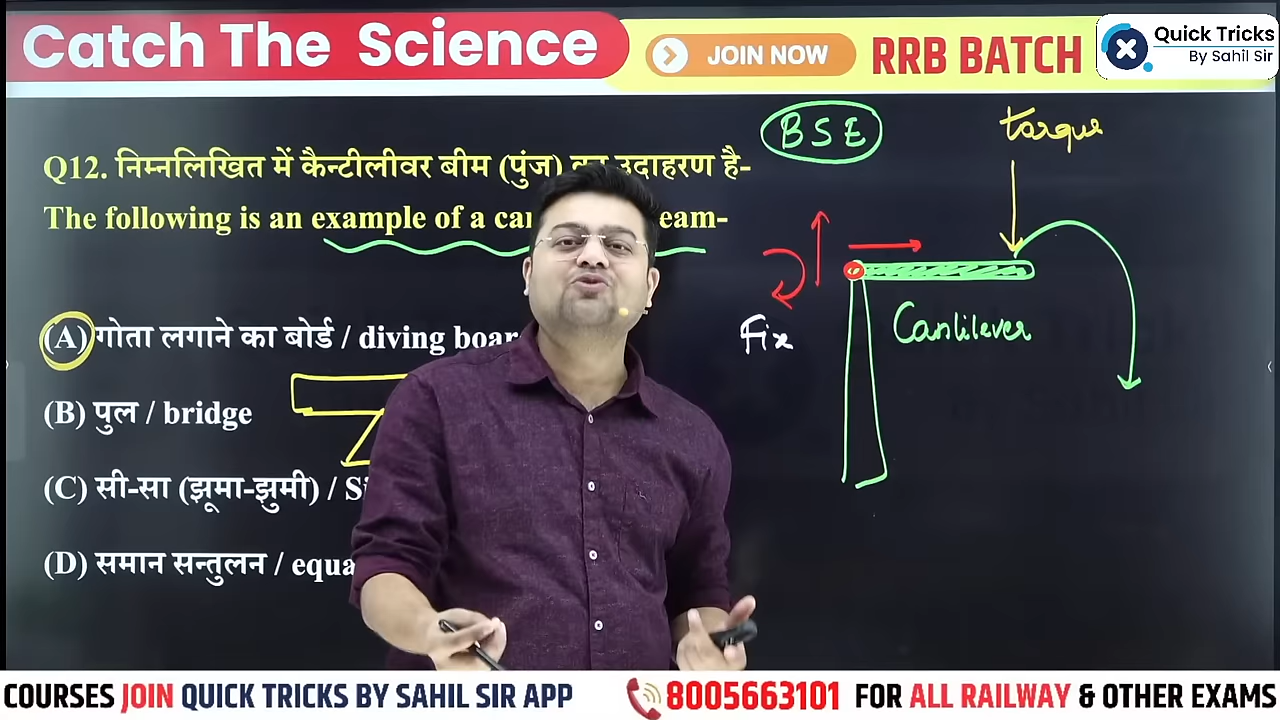 Catch The Science
JOIN NOW
RRB BATCH
Quick Tricks
By Sahil Sir
Q12. निम्नलिखित में कैन्टीलीवर बीम (पुंज) का उदाहरण है-
The following is an example of a can eam-
(A) गोता लगाने का बोर्ड / diving boar
(B) पुल / bridge
(C) सी-सा (झूमा-झुमी) /
(D) समान सन्तुलन / equa
BSE
torque
Fix
Cantilever
COURSES JOIN QUICK TRICKS BY SAHIL SIR APP
8005663101 FOR ALL RAILWAY & OTHER EXAMS